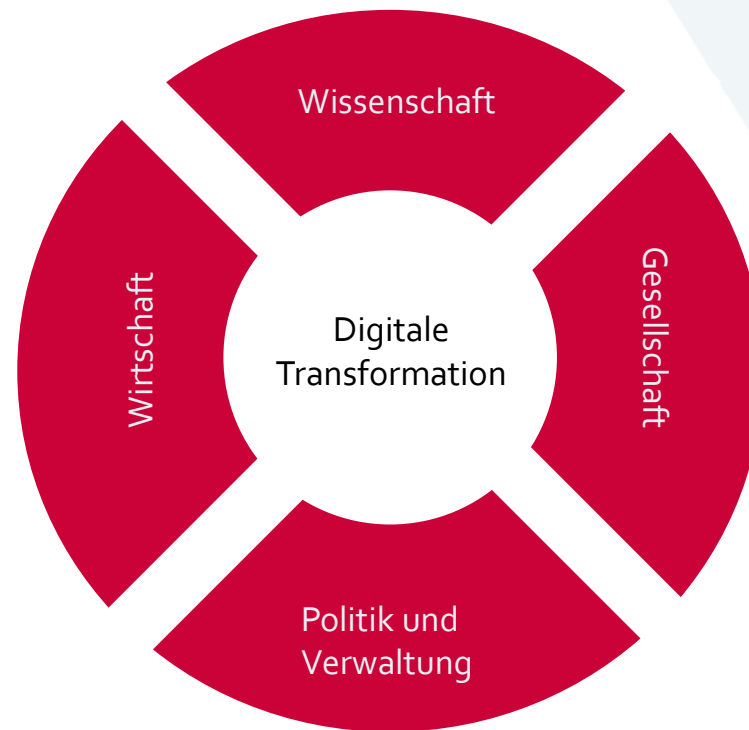 Wissenschaft
Wirtschaft
Digitale
Transformation
Gesellschaft
Politik und
Verwaltung